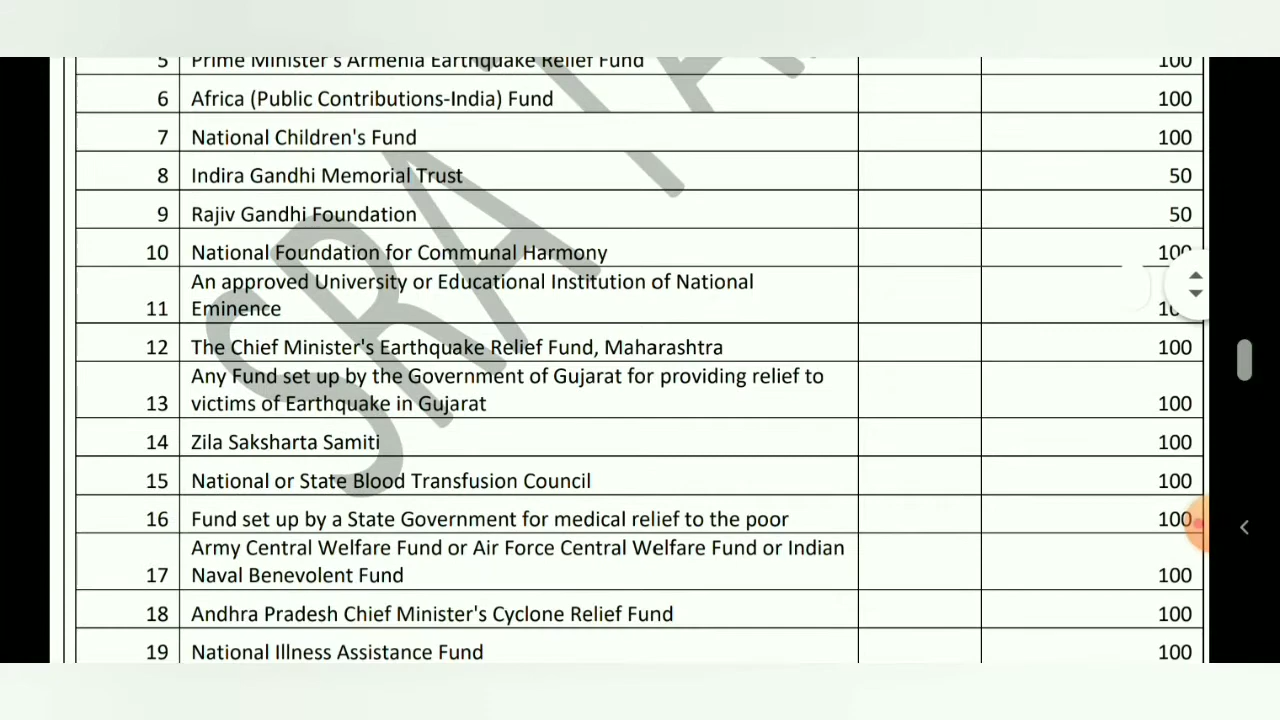 5 Prime Minister's Armenia Earthquake Relief Fund 100
6 Africa (Public Contributions-India) Fund 100
7 National Children's Fund 100
8 Indira Gandhi Memorial Trust 50
9 Rajiv Gandhi Foundation 50
10 National Foundation for Communal Harmony 100
An approved University or Educational Institution of National
11 Eminence
12 The Chief Minister's Earthquake Relief Fund, Maharashtra 100
Any Fund set up by the Government of Gujarat for providing relief to
13 victims of Earthquake in Gujarat 100
14 Zila Saksharta Samiti 100
15 National or State Blood Transfusion Council 100
16 Fund set up by a State Government for medical relief to the poor 100
Army Central Welfare Fund or Air Force Central Welfare Fund or Indian
17 Naval Benevolent Fund 100
18 Andhra Pradesh Chief Minister's Cyclone Relief Fund 100
19 National Illness Assistance Fund 100